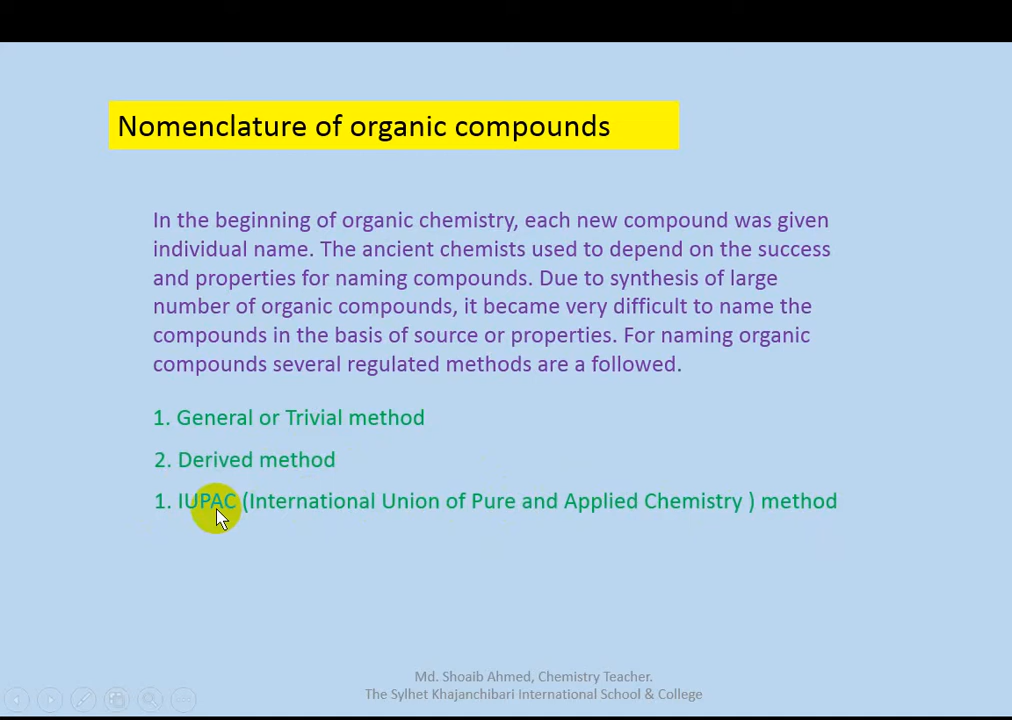 Nomenclature of organic compounds
In the beginning of organic chemistry, each new compound was given
individual name. The ancient chemists used to depend on the success
and properties for naming compounds. Due to synthesis of large
number of organic compounds, it became very difficult to name the
compounds in the basis of source or properties. For naming organic
compounds several regulated methods are a followed.
1. General or Trivial method
2. Derived method
1. IUPAC (International Union of Pure and Applied Chemistry ) method
Md. Shoaib Ahmed, Chemistry Teacher.
The Sylhet Khajanchibari International School & College